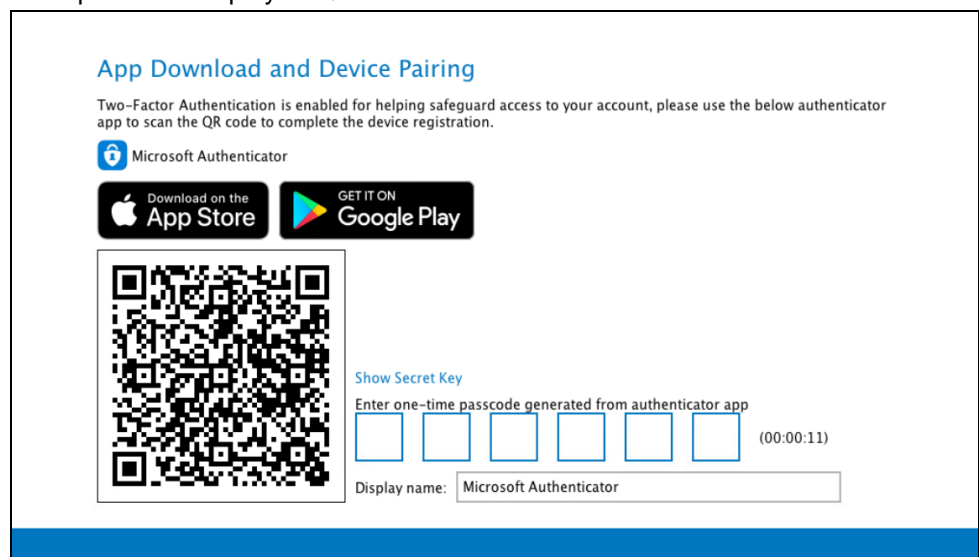 App Download and Device Pairing
Two-Factor Authentication is enabled for helping safeguard access to your account, please use the below authenticator
app to scan the QR code to complete the device registration.
Microsoft Authenticator
Download on the
App Store
GET IT ON
Google Play
Show Secret Key
Enter one-time passcode generated from authenticator app
(00:00:11)
Display name: Microsoft Authenticator